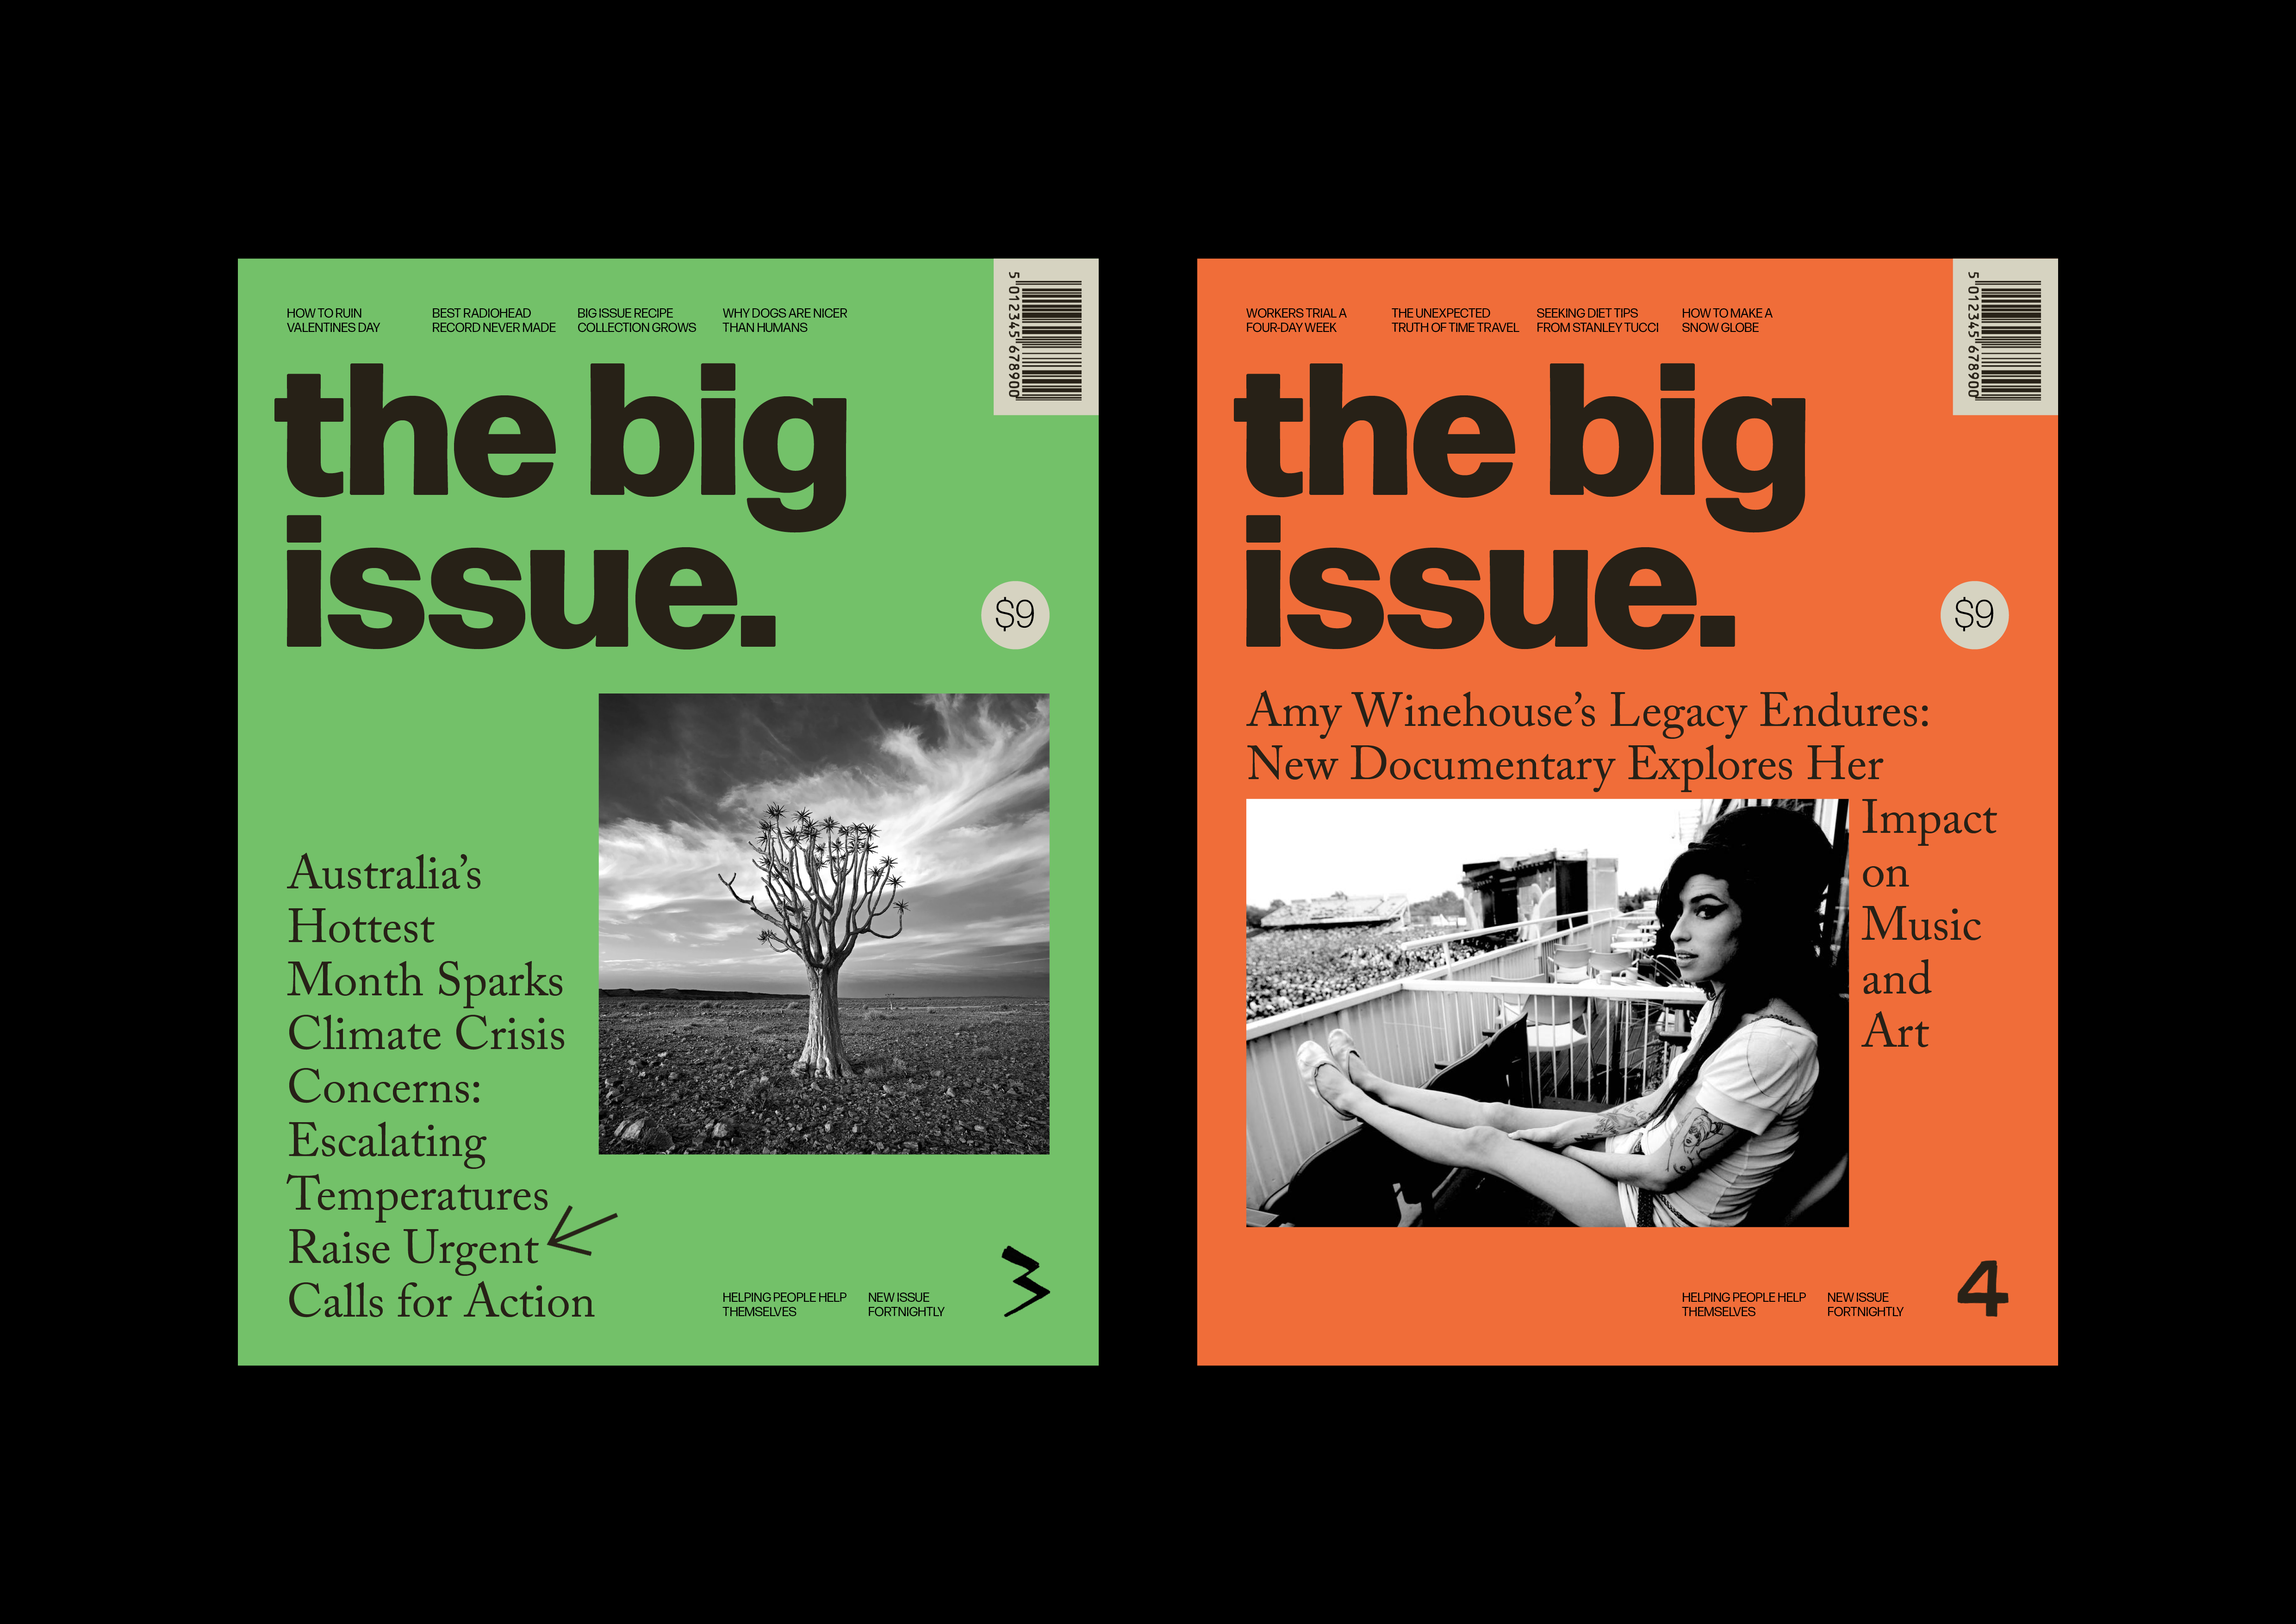 HOW TO RUIN
VALENTINES DAY
BEST RADIOHEAD
RECORD NEVER MADE
BIG ISSUE RECIPE
COLLECTION GROWS
WHY DOGS ARE NICER
THAN HUMANS
5 012345 678900
the big
issue.
$9
Australia’s
Hottest
Month Sparks
Climate Crisis
Concerns:
Escalating
Temperatures
Raise Urgent
Calls for Action
HELPING PEOPLE HELP
THEMSELVES
NEW ISSUE
FORTNIGHTLY
3
WORKERS TRIAL A
FOUR-DAY WEEK
THE UNEXPECTED
TRUTH OF TIME TRAVEL
SEEKING DIET TIPS
FROM STANLEY TUCCI
HOW TO MAKE A
SNOW GLOBE
5 012345 678900
the big
issue.
$9
Amy Winehouse’s Legacy Endures:
New Documentary Explores Her
Impact
on
Music
and
Art
HELPING PEOPLE HELP
THEMSELVES
NEW ISSUE
FORTNIGHTLY
4